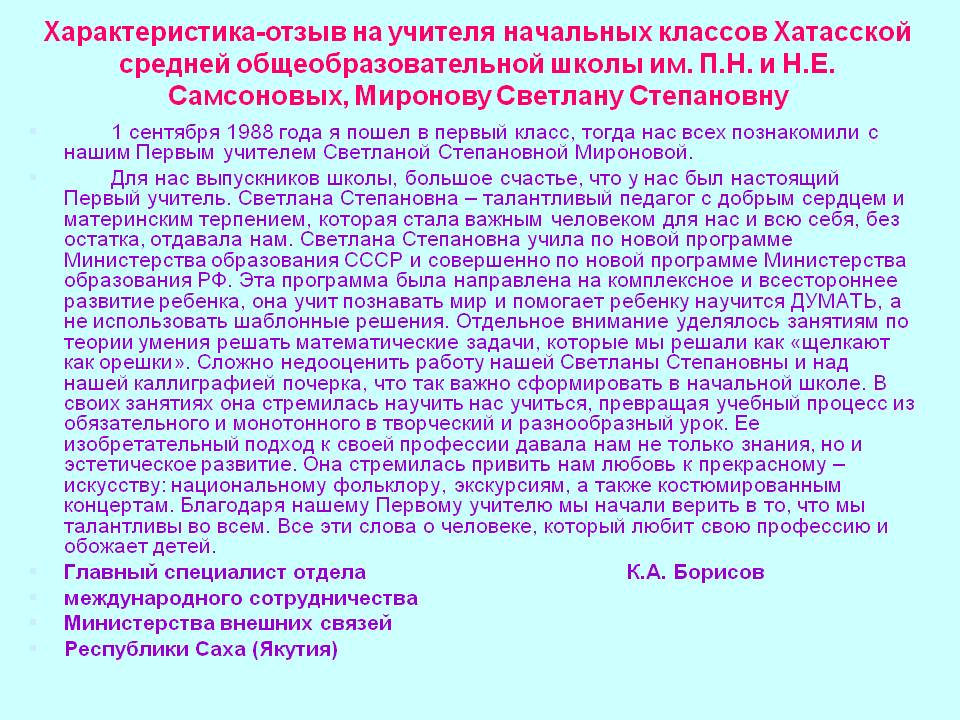 Характеристика-отзыв на учителя начальных классов Хатасской
средней общеобразовательной школы им. П.Н. и Н.Е.
Самсоновых, Миронову Светлану Степановну
1 сентября 1988 года я пошел в первый класс, тогда нас всех познакомили с
нашим Первым учителем Светланой Степановной Мироновой.
Для нас выпускников школы, большое счастье, что у нас был настоящий
Первый учитель. Светлана Степановна – талантливый педагог с добрым сердцем и
материнским терпением, которая стала важным человеком для нас и всю себя, без
остатка, отдавала нам. Светлана Степановна учила по новой программе
Министерства образования СССР и совершенно по новой программе Министерства
образования РФ. Эта программа была направлена на комплексное и всестороннее
развитие ребенка, она учит познавать мир и помогает ребенку научится ДУМАТЬ, а
не использовать шаблонные решения. Отдельное внимание уделялось занятиям по
теории умения решать математические задачи, которые мы решали как «щелкают
как орешки». Сложно недооценить работу нашей Светланы Степановны и над
нашей каллиграфией почерка, что так важно сформировать в начальной школе. В
своих занятиях она стремилась научить нас учиться, превращая учебный процесс из
обязательного и монотонного в творческий и разнообразный урок. Ее
изобретательный подход к своей профессии давала нам не только знания, но и
эстетическое развитие. Она стремилась привить нам любовь к прекрасному –
искусству: национальному фольклору, экскурсиям, а также костюмированным
концертам. Благодаря нашему Первому учителю мы начали верить в то, что мы
талантливы во всем. Все эти слова о человеке, который любит свою профессию и
обожает детей.
Главный специалист отдела К.А. Борисов
международного сотрудничества
Министерства внешних связей
Республики Саха (Якутия)